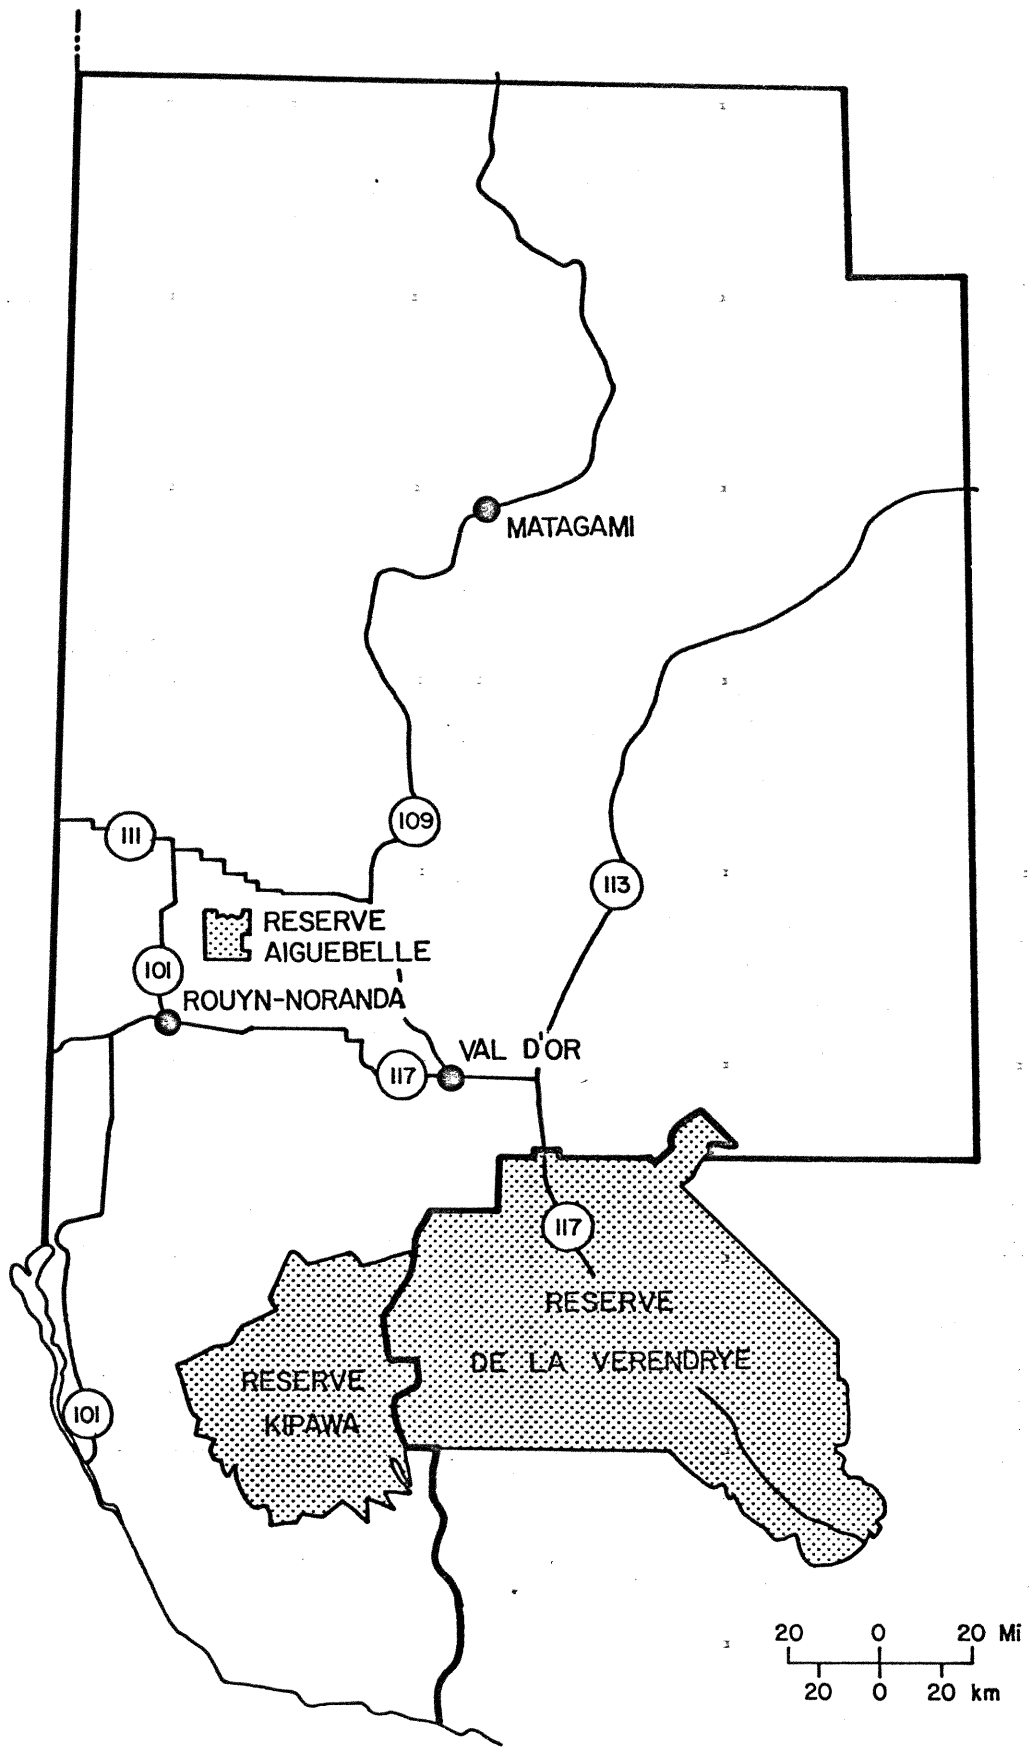 MATAGAMI
109
111
113
RESERVE
AIGUEBELLE
101
ROUYN-NORANDA
VAL D'OR
117
117
RESERVE
DE LA VERENDRYE
RESERVE
KIPAWA
101
20 0 20 Mi
20 0 20 km